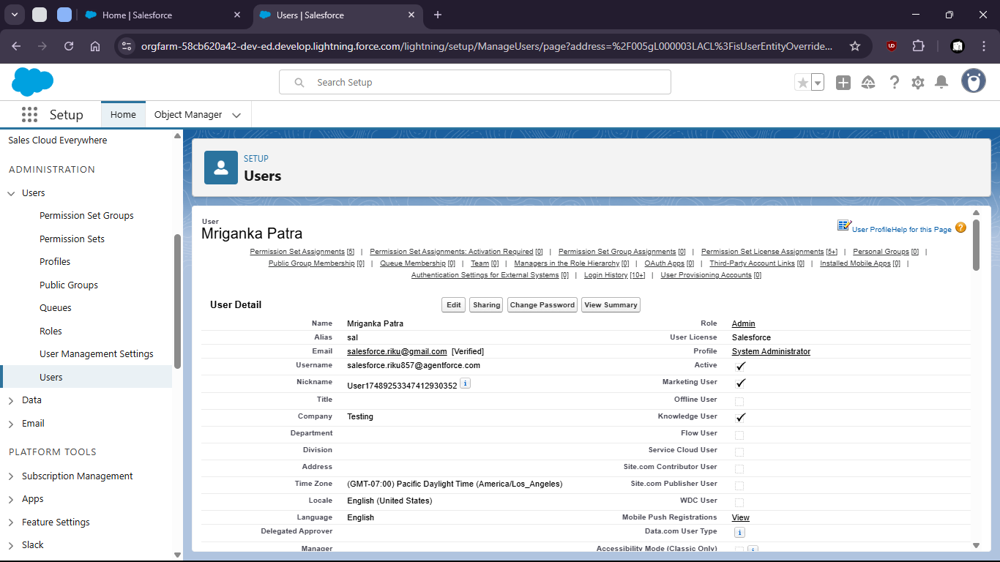 Home | Salesforce
Users | Salesforce
orgfarm-58cb620a42-dev-ed.develop.lightning.force.com/lightning/setup/ManageUsers/page?address=%2F005gL000003LACL%3FisUserEntityOverride...
Search Setup
Setup
Home
Object Manager
Sales Cloud Everywhere
ADMINISTRATION
Users
Permission Set Groups
Permission Sets
Profiles
Public Groups
Queues
Roles
User Management Settings
Users
Data
Email
PLATFORM TOOLS
Subscription Management
Apps
Feature Settings
Slack
SETUP
Users
User
Mriganka Patra
User Profile Help for this Page
Permission Set Assignments [5] | Permission Set Assignments: Activation Required [0] | Permission Set Group Assignments [0] | Permission Set License Assignments [5+] | Personal Groups [0] |
Public Group Membership [0] | Queue Membership [0] | Team [0] | Managers in the Role Hierarchy [0] | OAuth Apps [0] | Third-Party Account Links [0] | Installed Mobile Apps [0] |
Authentication Settings for External Systems [0] | Login History [10+] | User Provisioning Accounts [0]
User Detail Edit Sharing Change Password View Summary
Name Mriganka Patra Role Admin
Alias sal User License Salesforce
Email salesforce.riku@gmail.com [Verified] Profile System Administrator
Username salesforce.riku857@agentforce.com Active
Nickname User17489253347412930352 i Marketing User
Title Offline User
Company Testing Knowledge User
Department Flow User
Division Service Cloud User
Address Site.com Contributor User
Time Zone (GMT-07:00) Pacific Daylight Time (America/Los_Angeles) Site.com Publisher User
Locale English (United States) WDC User
Language English Mobile Push Registrations View
Delegated Approver Data.com User Type i
Manager Accessibility Mode (Classic Only) i